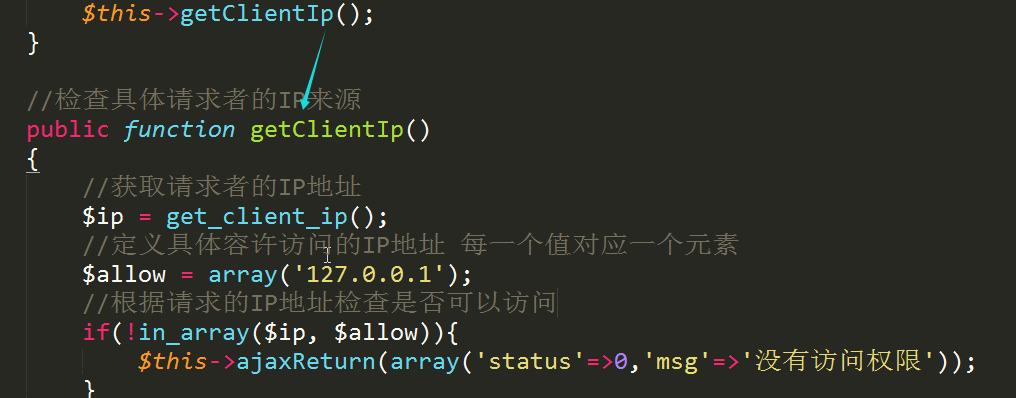 $this->getClientIp();
}
//检查具体请求者的IP来源
public function getClientIp()
{
//获取请求者的IP地址
$ip = get_client_ip();
//定义具体容许访问的IP地址 每一个值对应一个元素
$allow = array('127.0.0.1');
//根据请求的IP地址检查是否可以访问
if(!in_array($ip, $allow)){
$this->ajaxReturn(array('status'=>0,'msg'=>'没有访问权限'));
}